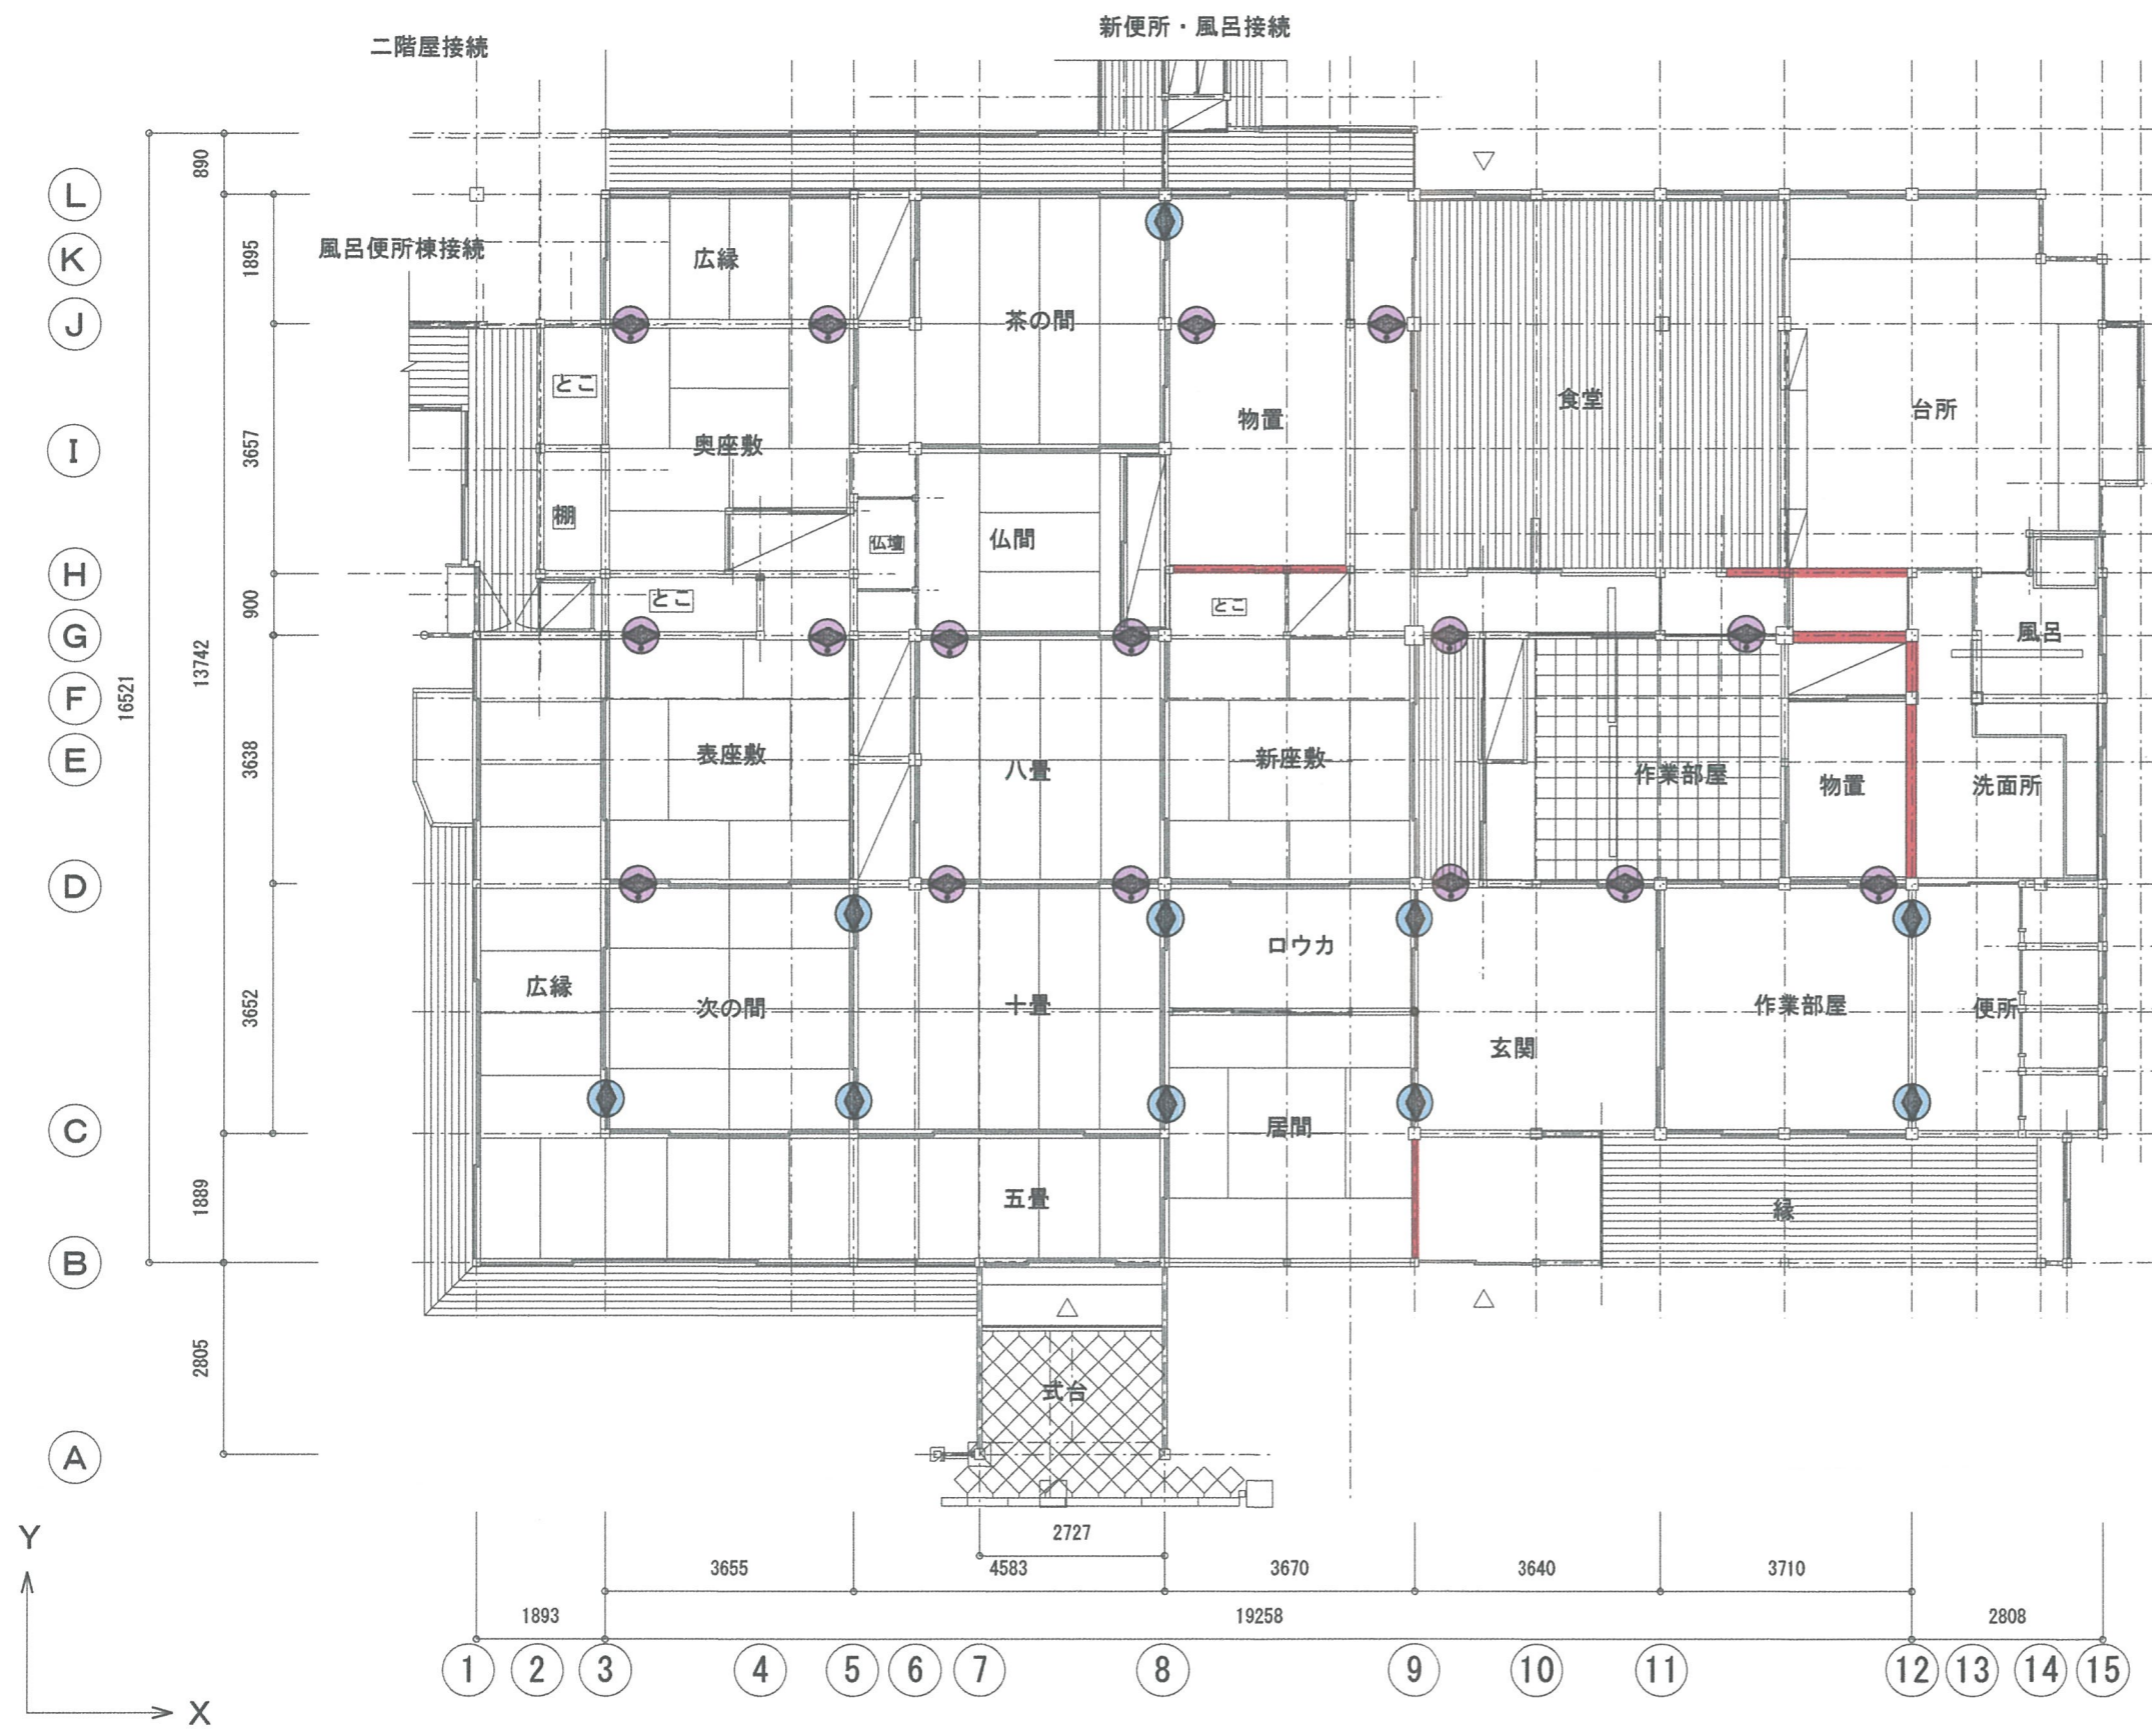 新便所・風呂接続
二階屋接続
風呂便所棟接続
L
K
J
I
H
G
F
E
D
C
B
A
890
1895
3657
900
3638
3652
1889
2805
13742
16521
広縁
茶の間
とこ
奥座敷
棚
物置
食堂
台所
仏壇
仏間
とこ
とこ
風呂
表座敷
八畳
新座敷
作業部屋
物置
洗面所
広縁
次の間
十畳
ロウカ
玄関
作業部屋
便所
居間
五畳
縁
式台
2727
3655
4583
3670
3640
3710
1893
19258
2808
1
2
3
4
5
6
7
8
9
10
11
12
13
14
15
Y
X